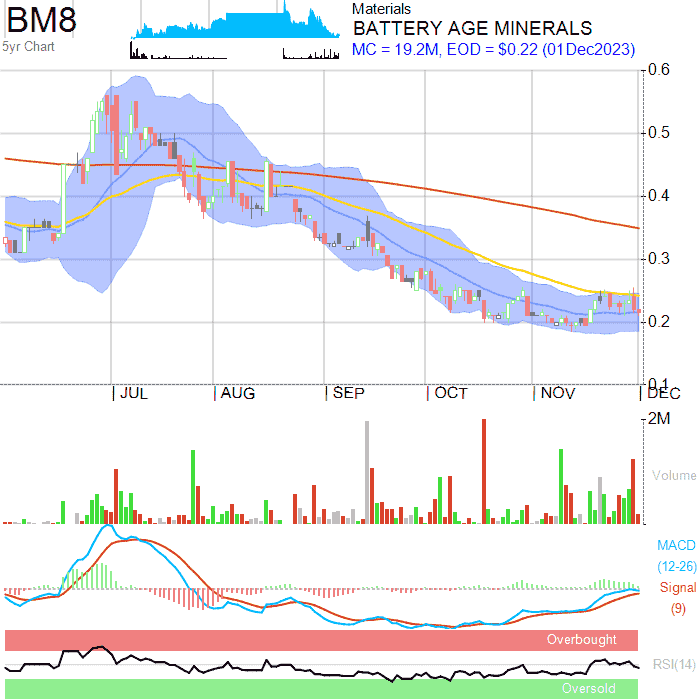 BM8
5yr Chart
Materials
BATTERY AGE MINERALS
MC = 19.2M, EOD = $0.22 (01Dec2023)
0.6
0.5
0.4
0.3
0.2
0.1
JUL AUG SEP OCT NOV DEC
2M
Volume
MACD
(12-26)
Signal
(9)
Overbought
RSI(14)
Oversold